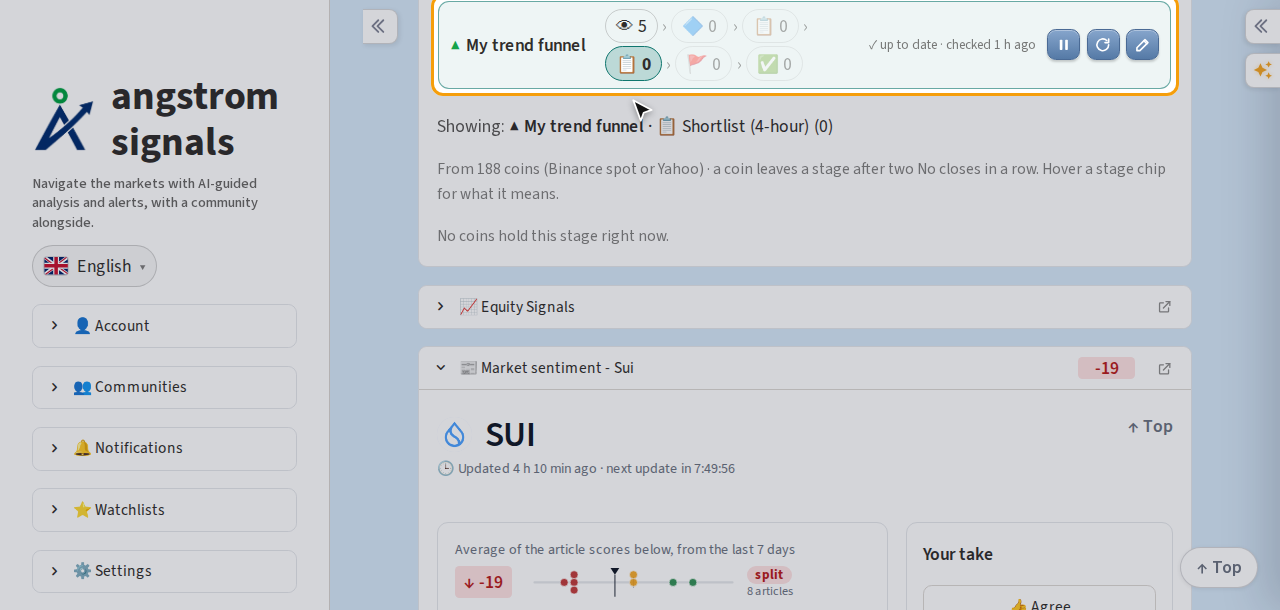 My trend funnel
5 › 0 › 0 ›
0 › 0 › 0
✓ up to date · checked 1 h ago
angstrom
signals
Navigate the markets with AI-guided
analysis and alerts, with a community
alongside.
English
Account
Communities
Notifications
Watchlists
Settings
Showing: ▲ My trend funnel · 📋 Shortlist (4-hour) (0)
From 188 coins (Binance spot or Yahoo) · a coin leaves a stage after two No closes in a row. Hover a stage chip
for what it means.
No coins hold this stage right now.
Equity Signals
Market sentiment - Sui
-19
SUI
↑ Top
Updated 4 h 10 min ago · next update in 7:49:56
Average of the article scores below, from the last 7 days
↓ -19
split
8 articles
Your take
Agree
↑ Top